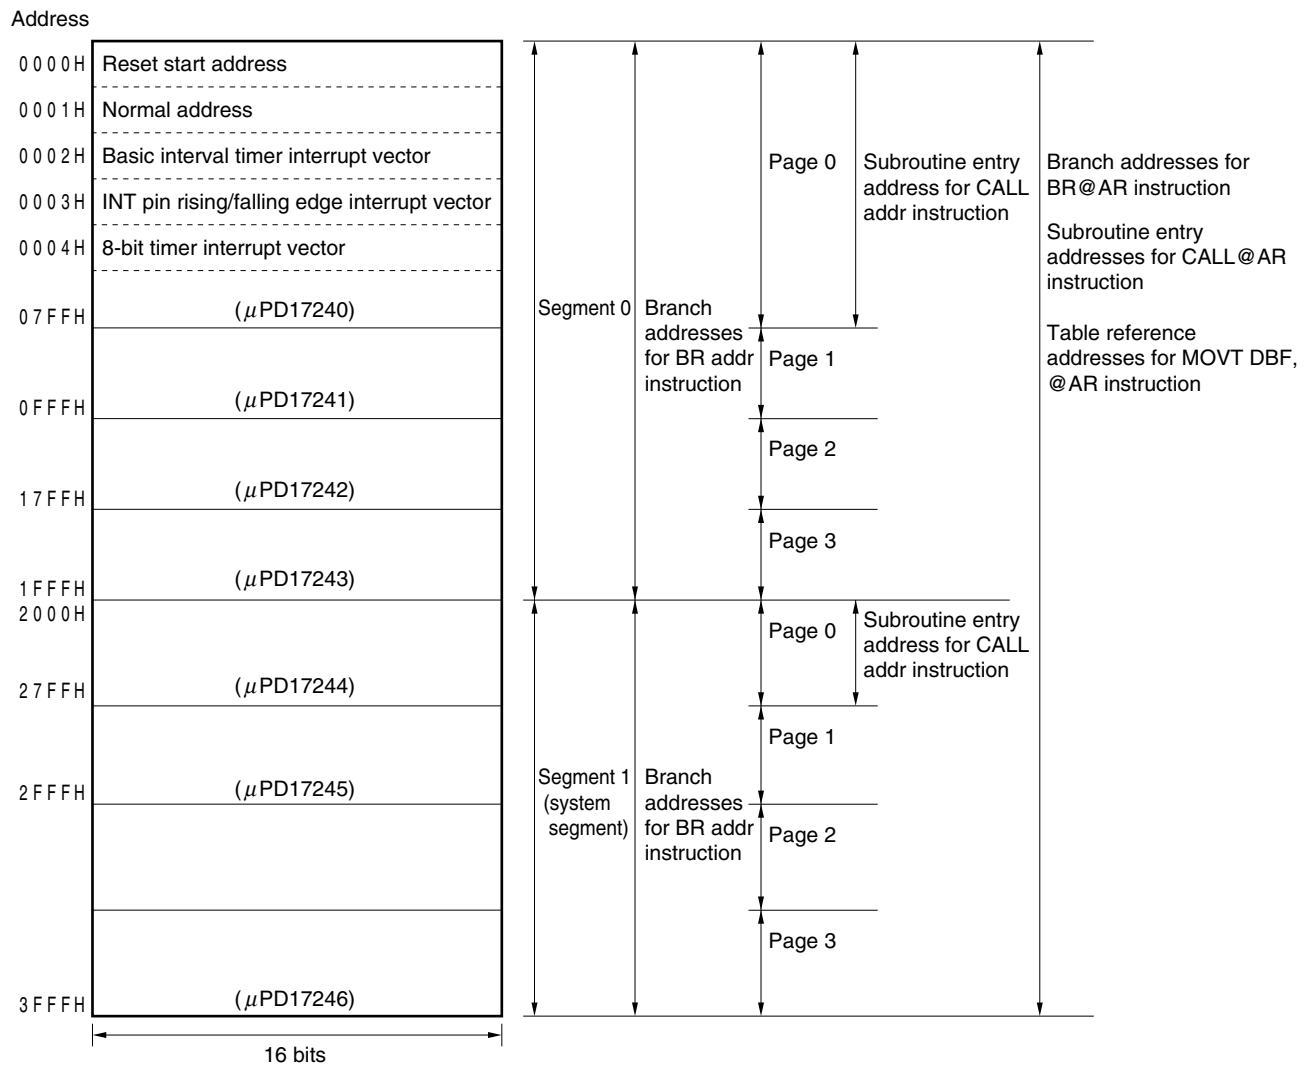 Address
0000H Reset start address
0001H Normal address
0002H Basic interval timer interrupt vector
0003H INT pin rising/falling edge interrupt vector
0004H 8-bit timer interrupt vector
07FFH (μPD17240)
0FFFH (μPD17241)
17FFH (μPD17242)
1FFFH (μPD17243)
2000H
27FFH (μPD17244)
2FFFH (μPD17245)
3FFFH (μPD17246)
16 bits
Segment 0
Branch
addresses
for BR addr
instruction
Page 0
Page 1
Page 2
Page 3
Subroutine entry
address for CALL
addr instruction
Segment 1
(system
segment)
Branch
addresses
for BR addr
instruction
Page 0
Page 1
Page 2
Page 3
Subroutine entry
address for CALL
addr instruction
Branch addresses for
BR@AR instruction
Subroutine entry
addresses for CALL@AR
instruction
Table reference
addresses for MOVT DBF,
@AR instruction